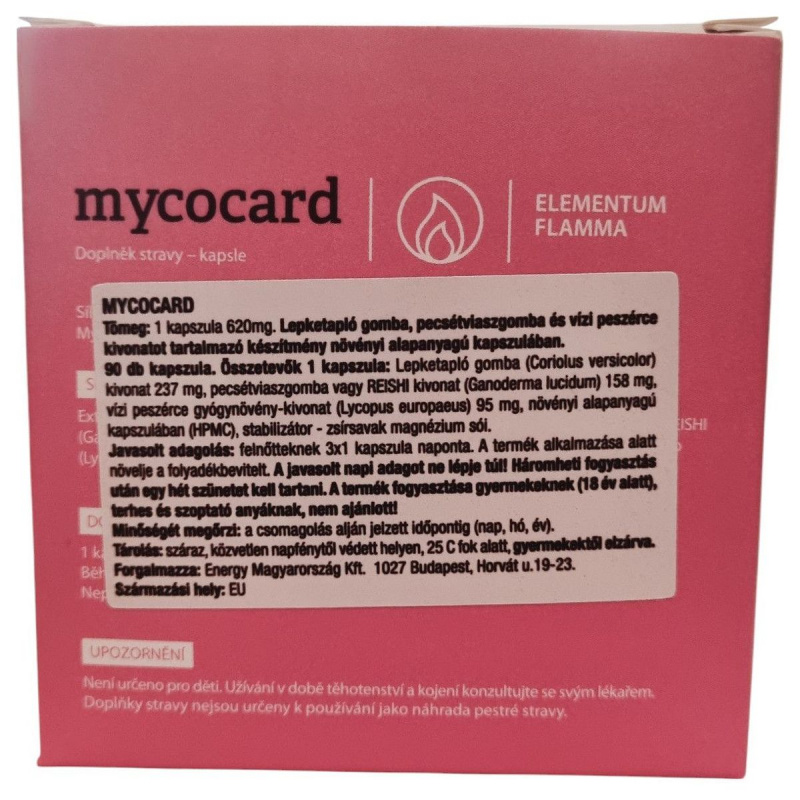 mycocard
ELEMENTUM
FLAMMA
Doplněk stravy – kapsle
MYCOCARD
Tömeg: 1 kapszula 620mg. Lepketapló gomba, pecsétviaszgomba és vízi peszérce
kivonatot tartalmazó készítmény növényi alapanyagú kapszulában.
90 db kapszula. Összetevők 1 kapszula: Lepketapló gomba (Coriolus versicolor)
kivonat 237 mg, pecsétviaszgomba vagy REISHI kivonat (Ganoderma lucidum) 158 mg,
vízi peszérce gyógynövény-kivonat (Lycopus europaeus) 95 mg, növényi alapanyagú
kapszulában (HPMC), stabilizátor - zsírsavak magnézium sói.
Javasolt adagolás: felnőtteknek 3x1 kapszula naponta. A termék alkalmazása alatt
növelje a folyadékbevitelt. A javasolt napi adagot ne lépje túl! Háromheti fogyasztás
után egy hét szünetet kell tartani. A termék fogyasztása gyermekeknek (18 év alatt),
terhes és szoptató anyáknak, nem ajánlott!
Minőségét megőrzi: a csomagolás alján jelzett időpontig (nap, hó, év).
Tárolás: száraz, közvetlen napfénytől védett helyen, 25 C fok alatt, gyermekektől elzárva.
Forgalmazza: Energy Magyarország Kft. 1027 Budapest, Horvát u.19-23.
Származási hely: EU
UPOZORNĚNÍ
Není určeno pro děti. Užívání v době těhotenství a kojení konzultujte se svým lékařem.
Doplňky stravy nejsou určeny k používání jako náhrada pestré stravy.